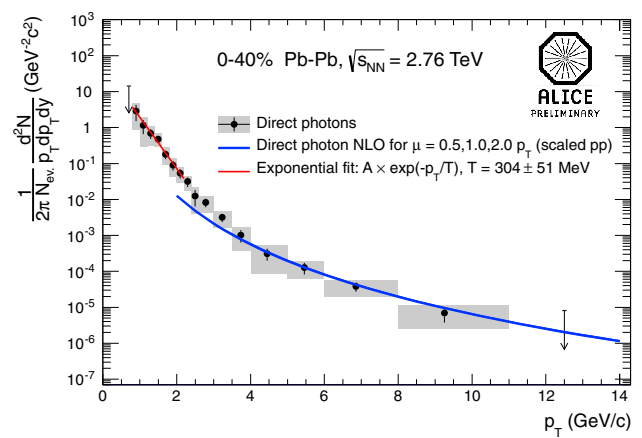 0-40% Pb-Pb, √sNN = 2.76 TeV
ALICE
PRELIMINARY
Direct photons
Direct photon NLO for μ = 0.5,1.0,2.0 pT (scaled pp)
Exponential fit: A × exp(-pT/T), T = 304 ± 51 MeV
1/(2π Nev.) d²N/(pT dpT dy) (GeV⁻²c²)
10³
10²
10
1
10⁻¹
10⁻²
10⁻³
10⁻⁴
10⁻⁵
10⁻⁶
10⁻⁷
0 2 4 6 8 10 12 14
pT (GeV/c)